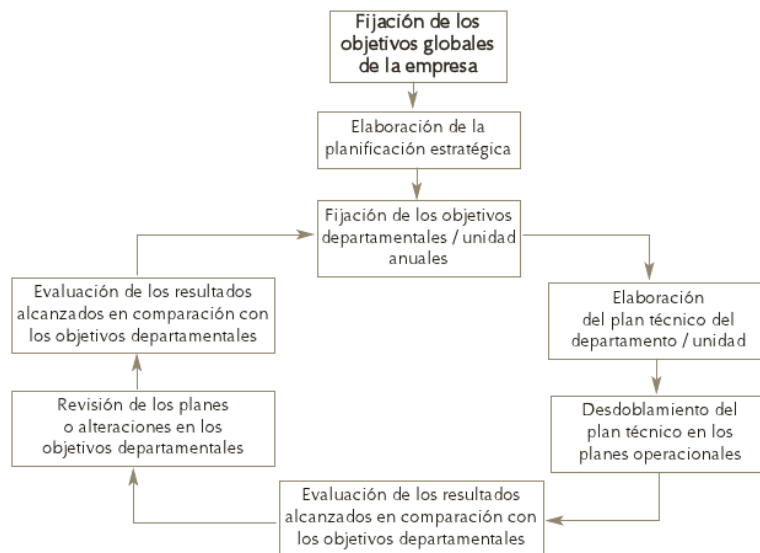 Fijación de los
objetivos globales
de la empresa
Elaboración de la
planificación estratégica
Fijación de los objetivos
departamentales / unidad
anuales
Elaboración
del plan técnico del
departamento / unidad
Desdoblamiento del
plan técnico en los
planes operacionales
Evaluación de los resultados
alcanzados en comparación con
los objetivos departamentales
Revisión de los planes
o alteraciones en los
objetivos departamentales
Evaluación de los resultados
alcanzados en comparación con
los objetivos departamentales